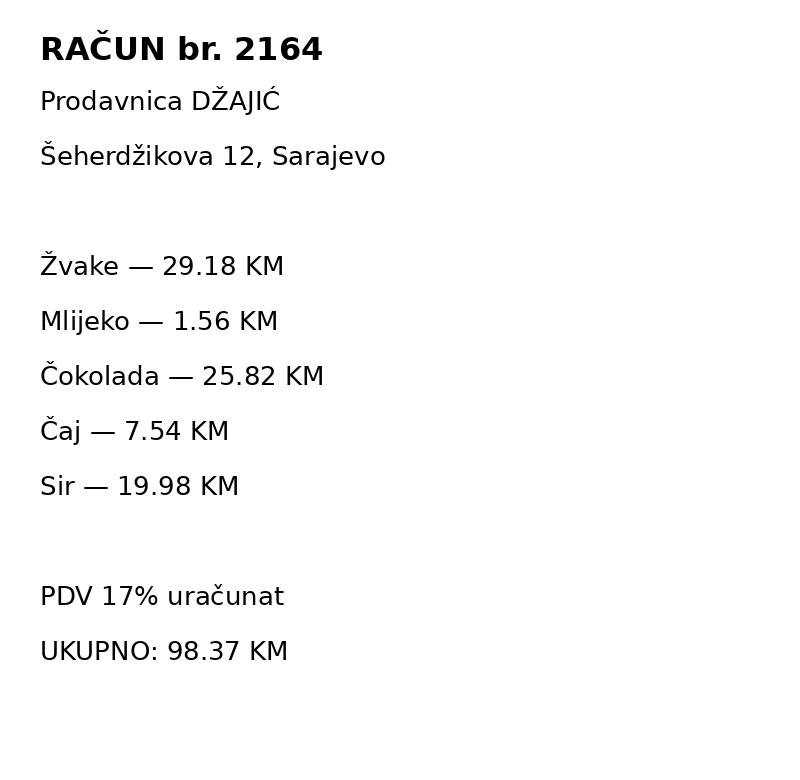 RAČUN br. 2164
Prodavnica DŽAJIĆ
Šeherdžikova 12, Sarajevo
Žvake — 29.18 KM
Mlijeko — 1.56 KM
Čokolada — 25.82 KM
Čaj — 7.54 KM
Sir — 19.98 KM
PDV 17% uračunat
UKUPNO: 98.37 KM